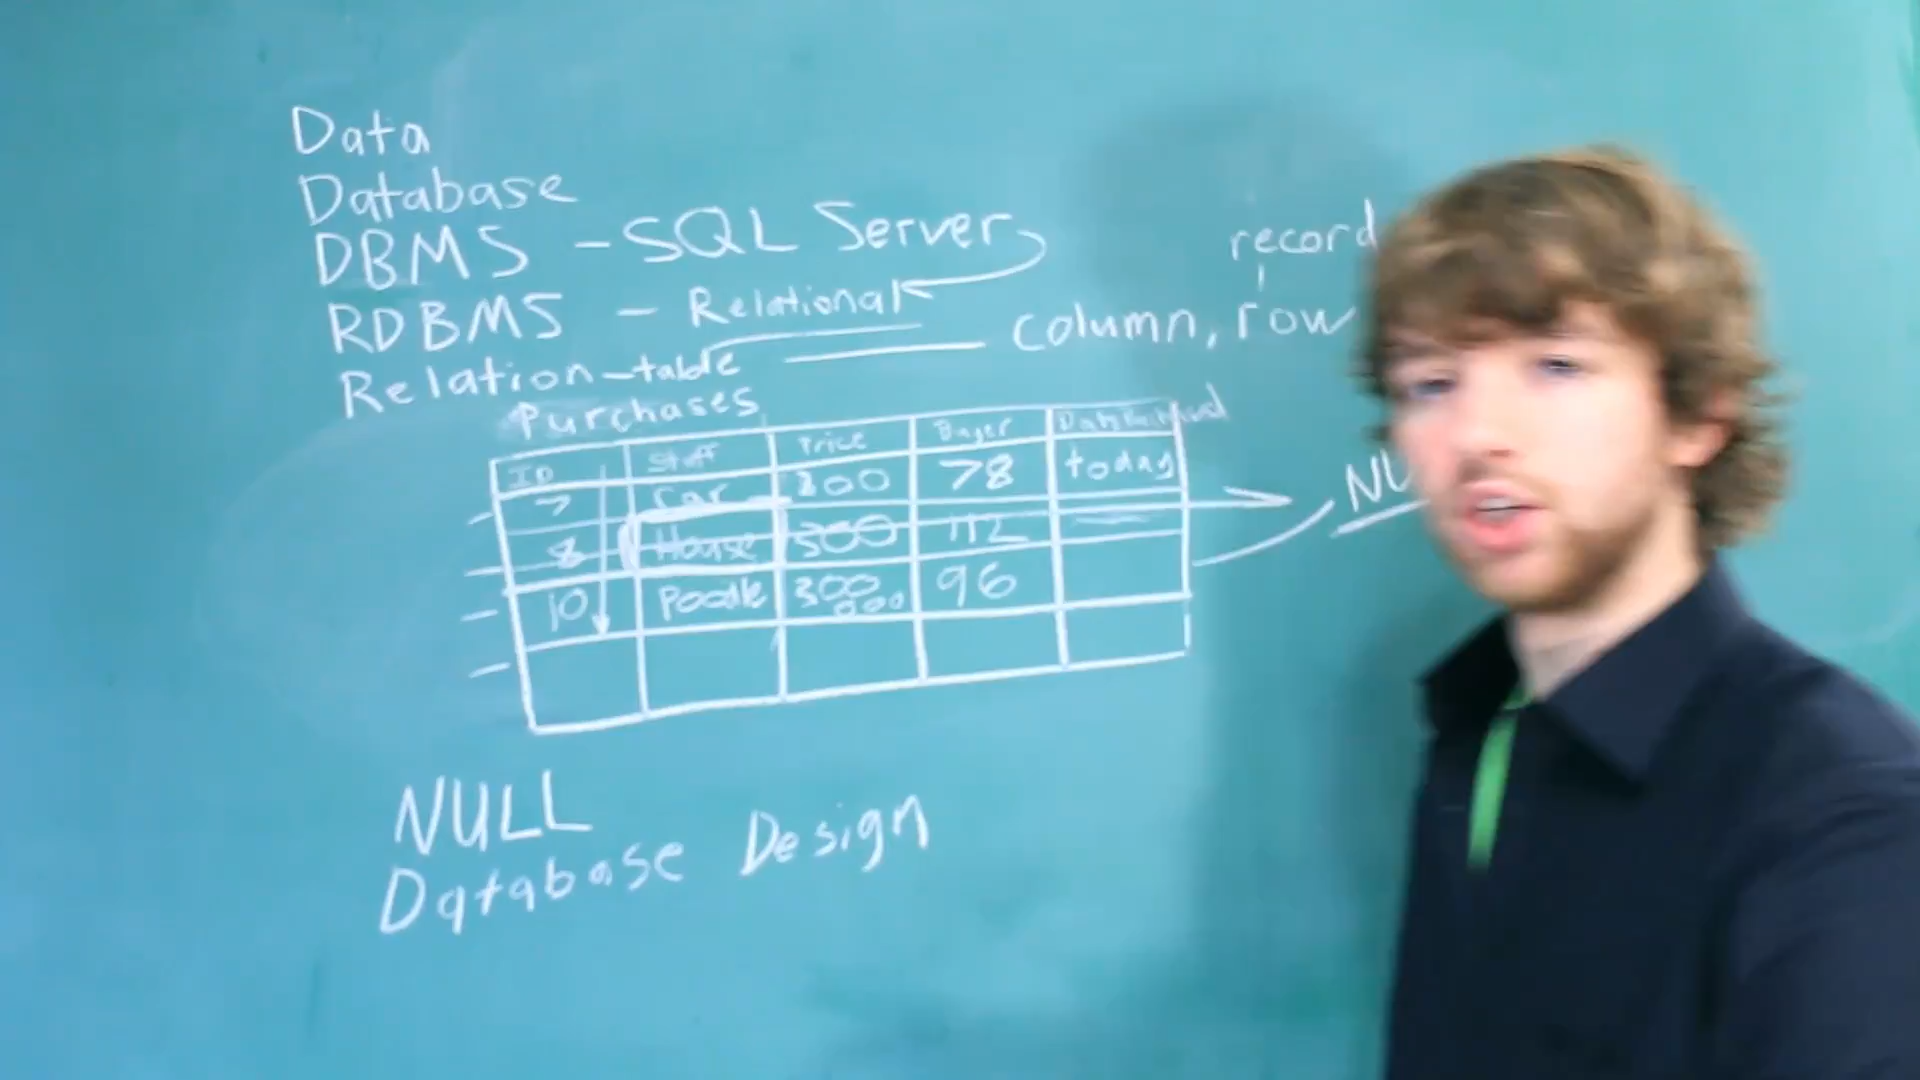 Data
Database
DBMS - SQL Server
record
RDBMS - Relational
column, row
Relation - table
Purchases
ID Stuff Price Buyer
7 Car 200 78 today
8 House 300 112
10 Poodle 300 000 96
NULL
Database Design